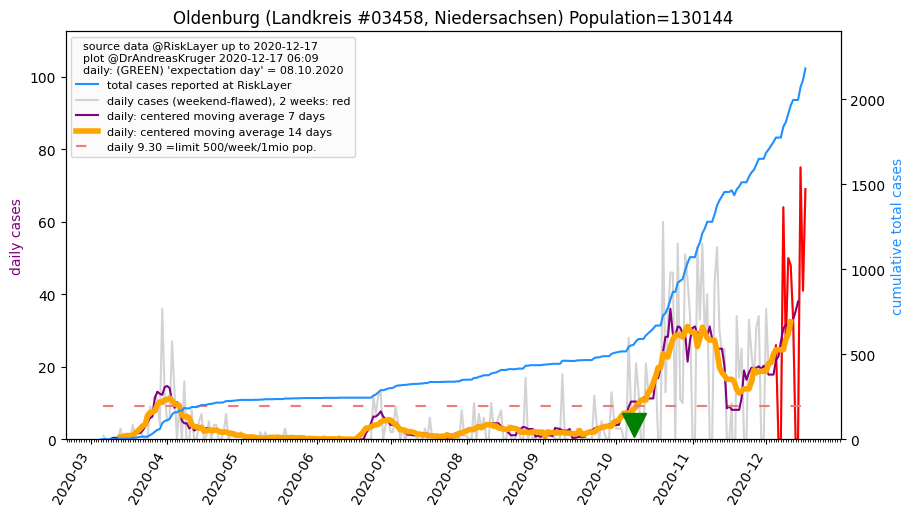 Oldenburg (Landkreis #03458, Niedersachsen) Population=130144
source data @RiskLayer up to 2020-12-17
plot @DrAndreasKruger 2020-12-17 06:09
daily: (GREEN) 'expectation day' = 08.10.2020
total cases reported at RiskLayer
daily cases (weekend-flawed), 2 weeks: red
daily: centered moving average 7 days
daily: centered moving average 14 days
daily 9.30 =limit 500/week/1mio pop.
daily cases
100
80
60
40
20
0
cumulative total cases
2000
1500
1000
500
0
2020-03
2020-04
2020-05
2020-06
2020-07
2020-08
2020-09
2020-10
2020-11
2020-12